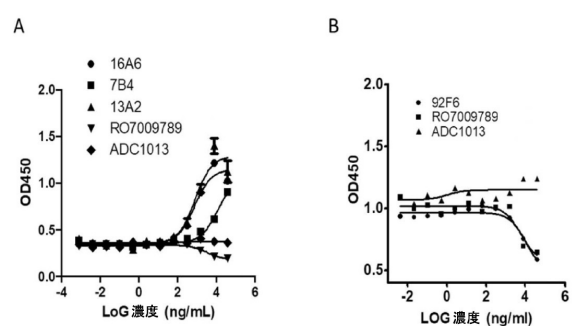 A
16A6
7B4
13A2
RO7009789
ADC1013
2.0
1.5
1.0
0.5
0.0
OD450
-4
-2
0
2
4
6
LoG 濃度 (ng/mL)
B
92F6
RO7009789
ADC1013
2.0
1.5
1.0
0.5
OD450
-2
0
2
4
6
LOG 濃度 (ng/ml)